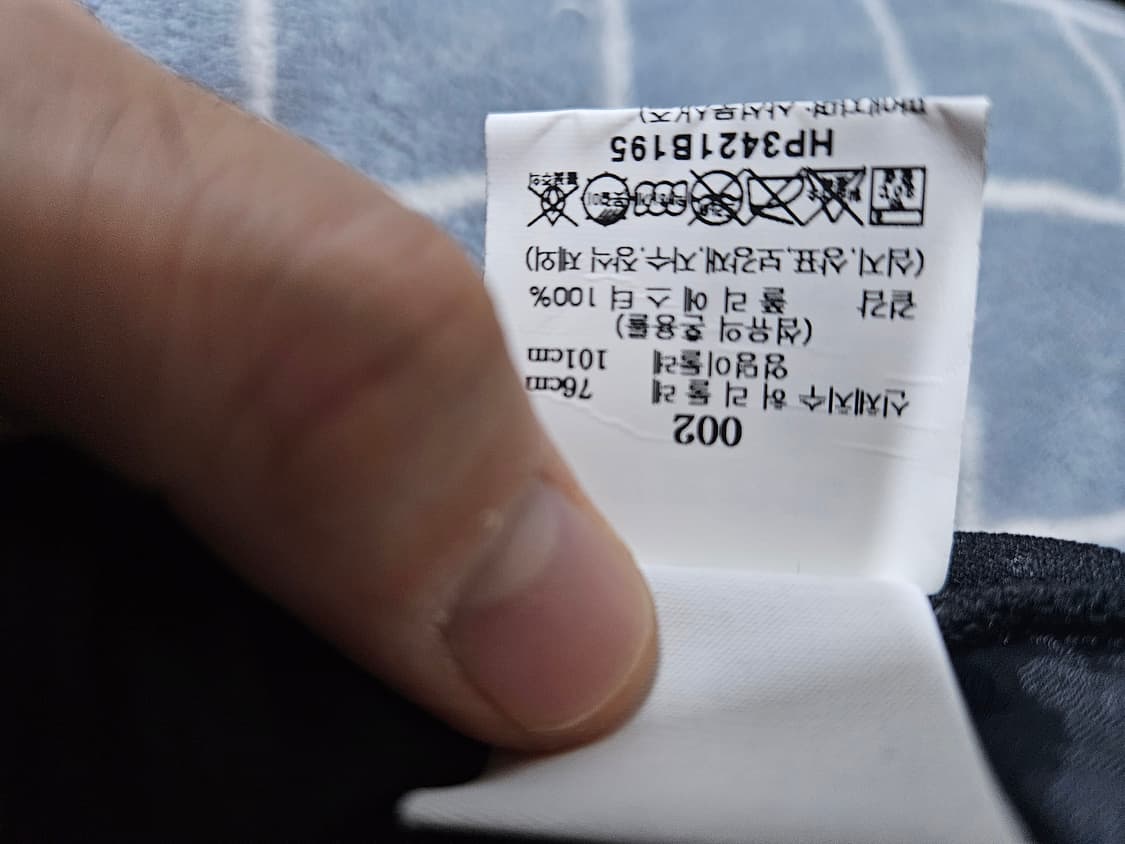 002
신체치수 허 리 둘 레 76cm
엉덩이둘레 101cm
(섬유의 혼용률)
겉감 폴 리 에 스 터 100%
(심지,상표,보강재,자수,장식 제외)
HP3421B195